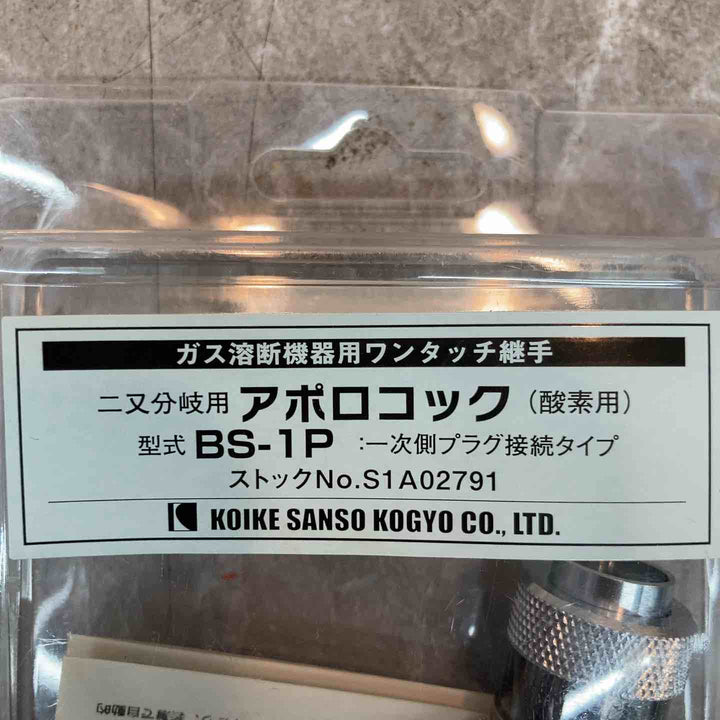 ガス溶断機器用ワンタッチ継手
二又分岐用 アポロコック（酸素用）
型式 BS-1P ：一次側プラグ接続タイプ
ストックNo.S1A02791
KOIKE SANSO KOGYO CO., LTD.